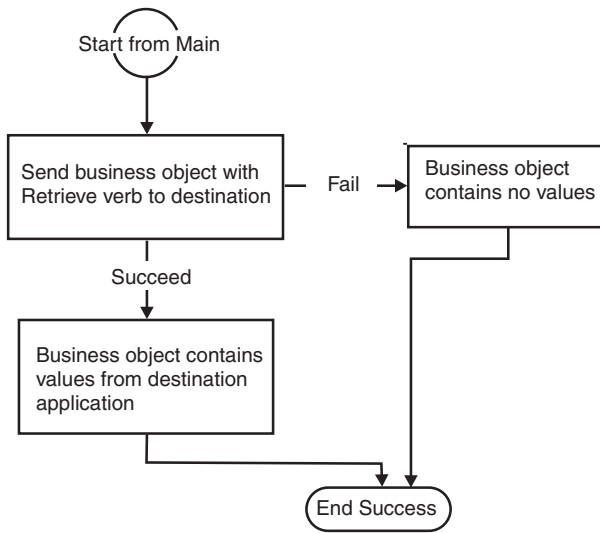 Start from Main
Send business object with
Retrieve verb to destination
Fail
Business object
contains no values
Succeed
Business object contains
values from destination
application
End Success